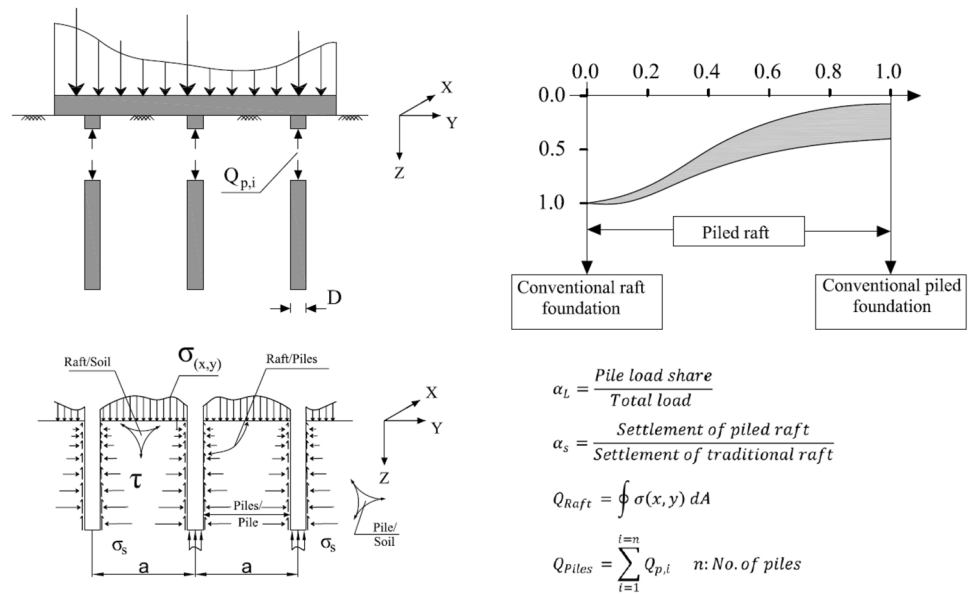 X
Y
Z
Q p,i
D
0.0 0.2 0.4 0.6 0.8 1.0
0.0
0.5
1.0
Piled raft
Conventional raft
foundation
Conventional piled
foundation
Raft/Soil
σ(x,y)
Raft/Piles
X
Y
Z
τ
Piles/
Pile
Pile/
Soil
σs
σs
a
a
α_L = Pile load share / Total load
α_s = Settlement of piled raft / Settlement of traditional raft
Q_Raft = ∮ σ(x, y) dA
Q_Piles = ∑_{i=1}^{i=n} Q_{p,i} n: No. of piles